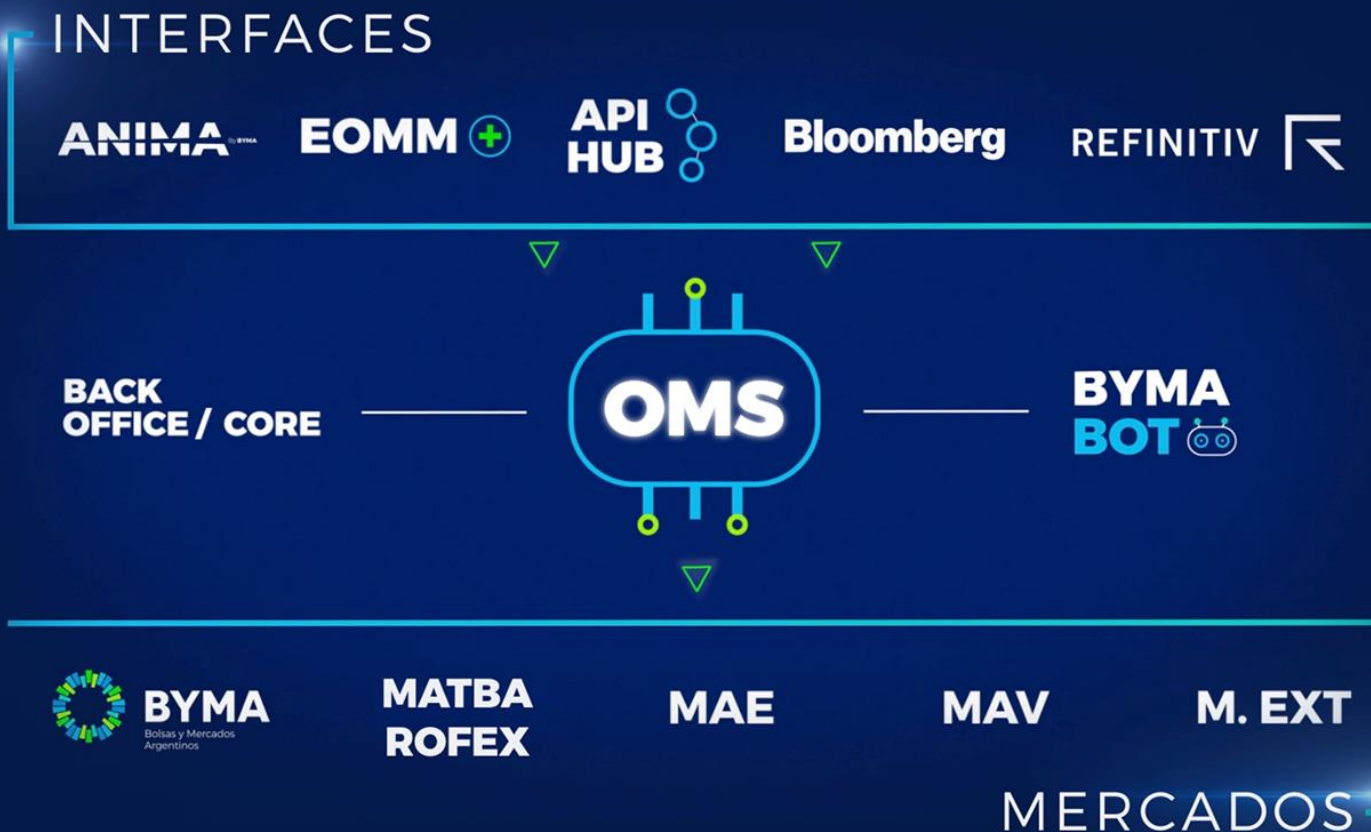 INTERFACES
ANIMA By BYMA
EOMM
API
HUB
Bloomberg
REFINITIV
BACK
OFFICE / CORE
OMS
BYMA
BOT
BYMA
Bolsas y Mercados
Argentinos
MATBA
ROFEX
MAE
MAV
M. EXT
MERCADOS